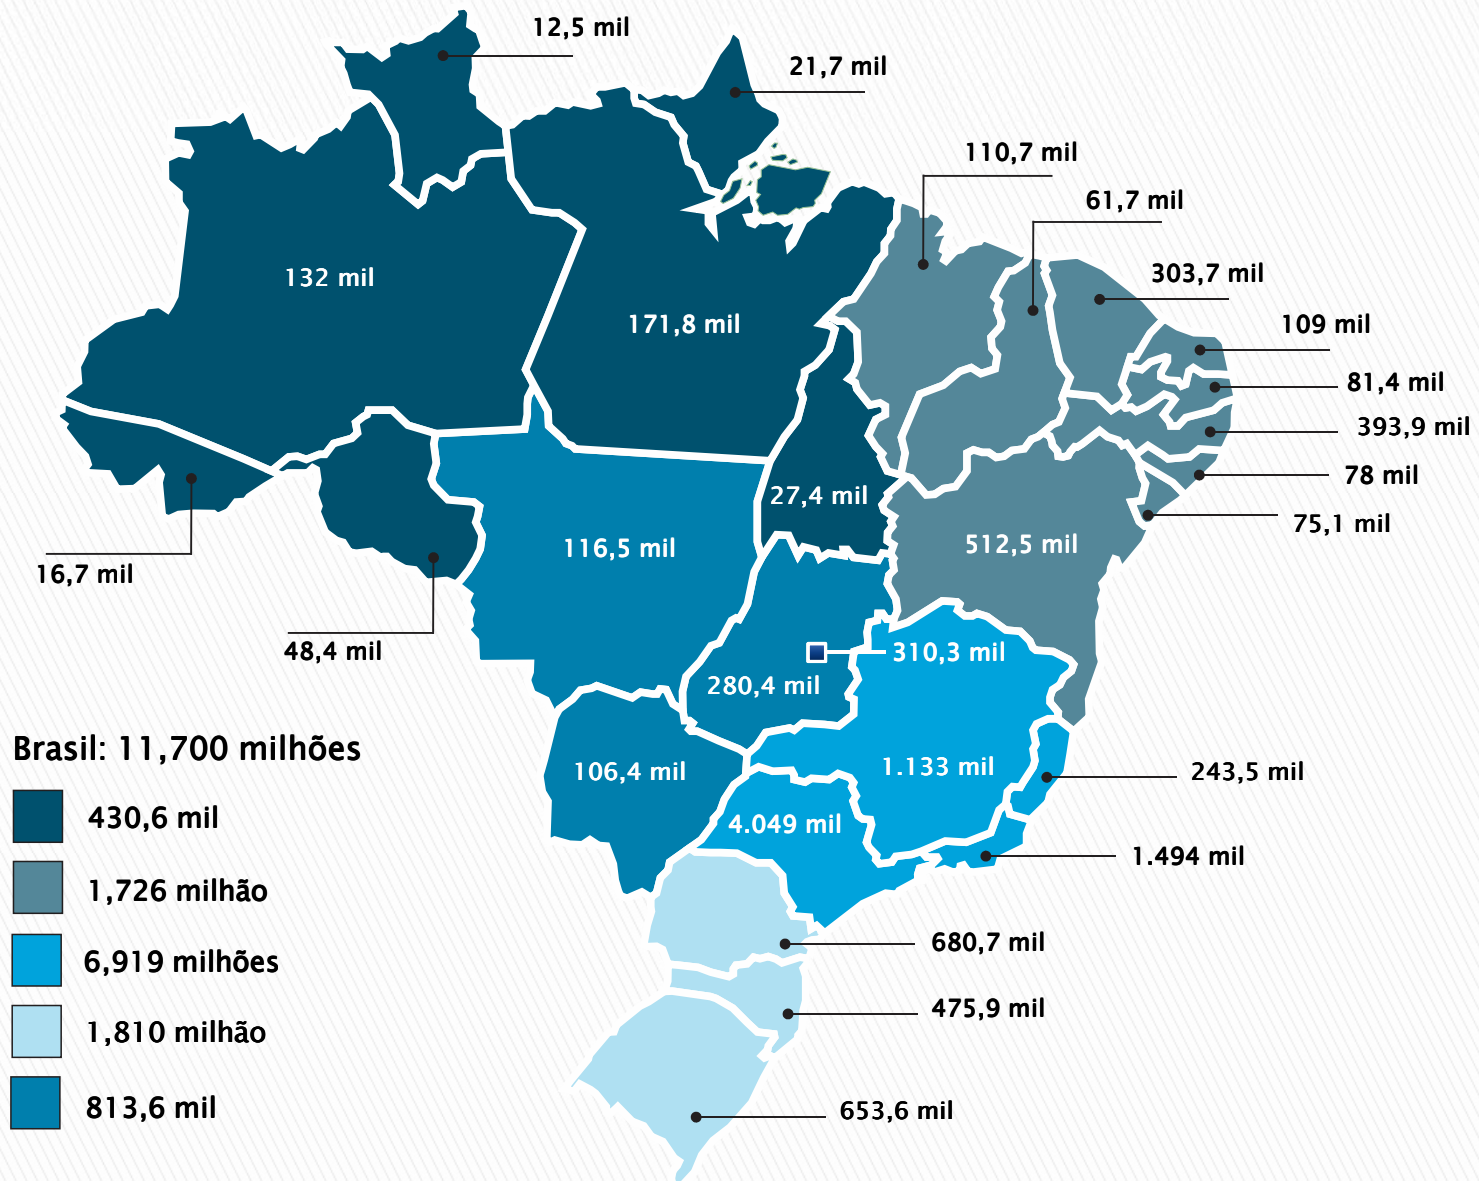 12,5 mil
21,7 mil
110,7 mil
61,7 mil
132 mil
303,7 mil
171,8 mil
109 mil
81,4 mil
393,9 mil
78 mil
27,4 mil
75,1 mil
116,5 mil
512,5 mil
16,7 mil
48,4 mil
310,3 mil
280,4 mil
Brasil: 11,700 milhões
106,4 mil
1.133 mil
243,5 mil
430,6 mil
4.049 mil
1.494 mil
1,726 milhão
680,7 mil
6,919 milhões
475,9 mil
1,810 milhão
813,6 mil
653,6 mil